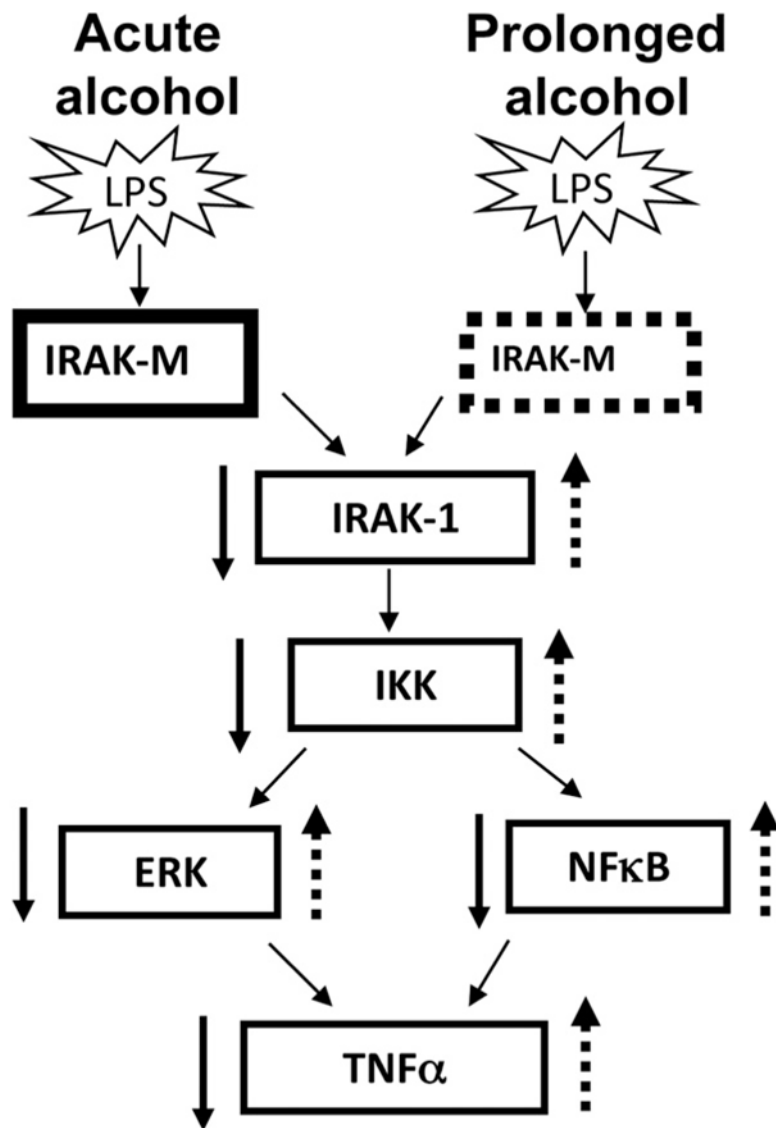 Acute
alcohol
Prolonged
alcohol
LPS
LPS
IRAK-M
IRAK-M
IRAK-1
IKK
ERK
NFκB
TNFα